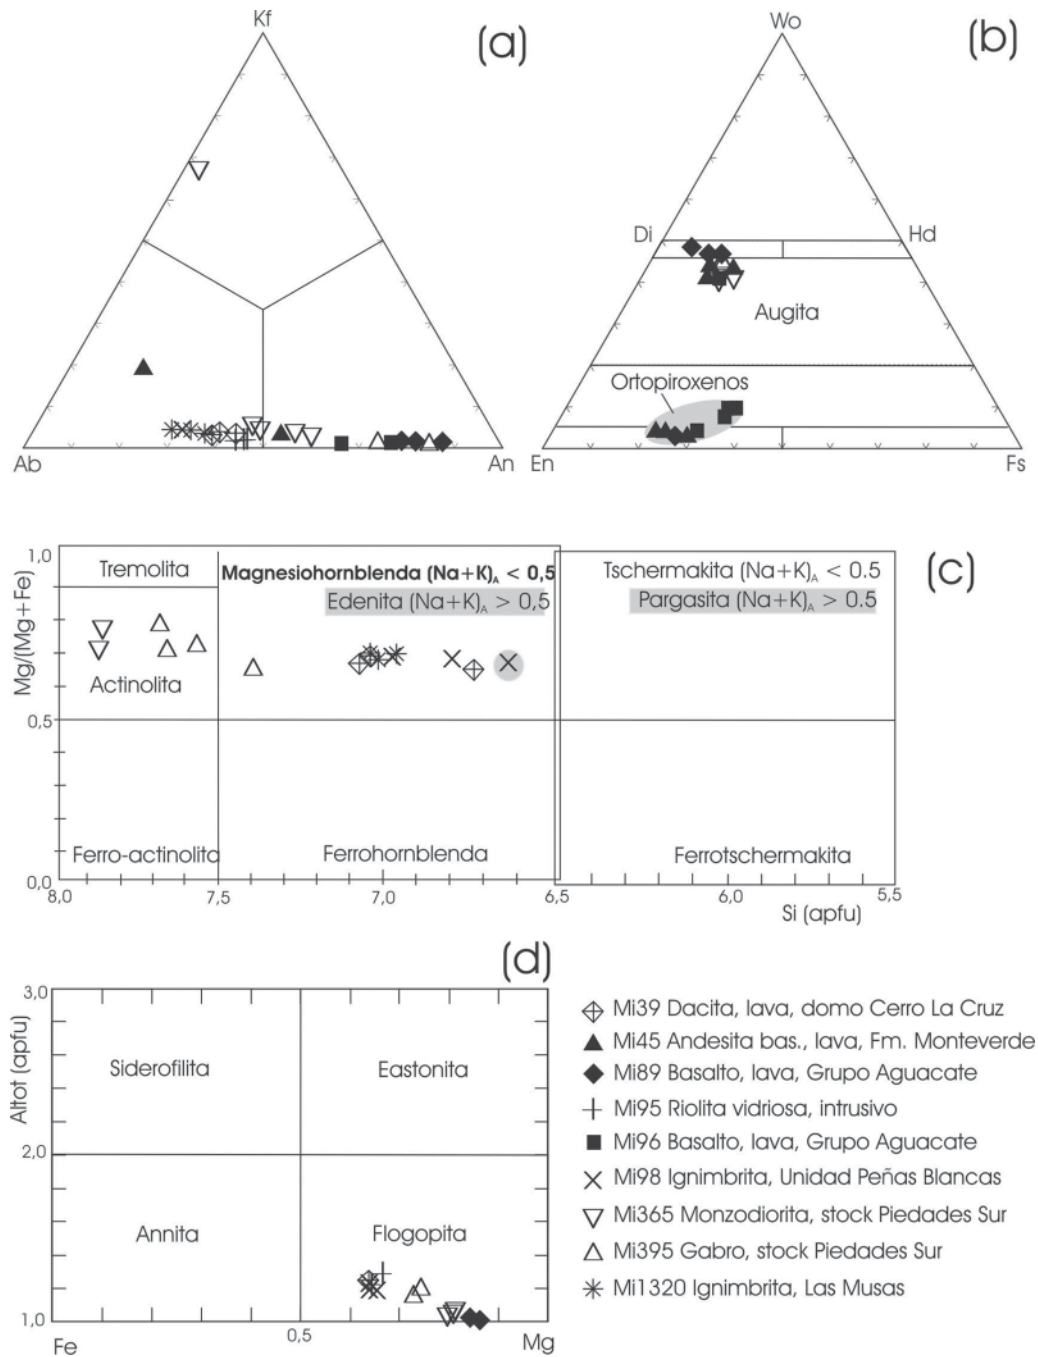 Kf
(a)
Ab
An
Wo
(b)
Di
Hd
Augita
Ortopiroxenos
En
Fs
(c)
Mg/(Mg+Fe)
1,0
0,5
0,0
Tremolita
Magnesiohornblenda (Na+K)A < 0,5
Edenita (Na+K)A > 0,5
Tschermakita (Na+K)A < 0.5
Pargasita (Na+K)A > 0.5
Actinolita
Ferro-actinolita
Ferrohornblenda
Ferrotschermakita
8,0
7,5
7,0
6,5
6,0
5,5
Si (apfu)
(d)
Altot (apfu)
3,0
2,0
1,0
Siderofilita
Eastonita
Annita
Flogopita
Fe
0,5
Mg
Mi39 Dacita, lava, domo Cerro La Cruz
Mi45 Andesita bas., lava, Fm. Monteverde
Mi89 Basalto, lava, Grupo Aguacate
Mi95 Riolita vidriosa, intrusivo
Mi96 Basalto, lava, Grupo Aguacate
Mi98 Ignimbrita, Unidad Peñas Blancas
Mi365 Monzodiorita, stock Piedades Sur
Mi395 Gabro, stock Piedades Sur
Mi1320 Ignimbrita, Las Musas